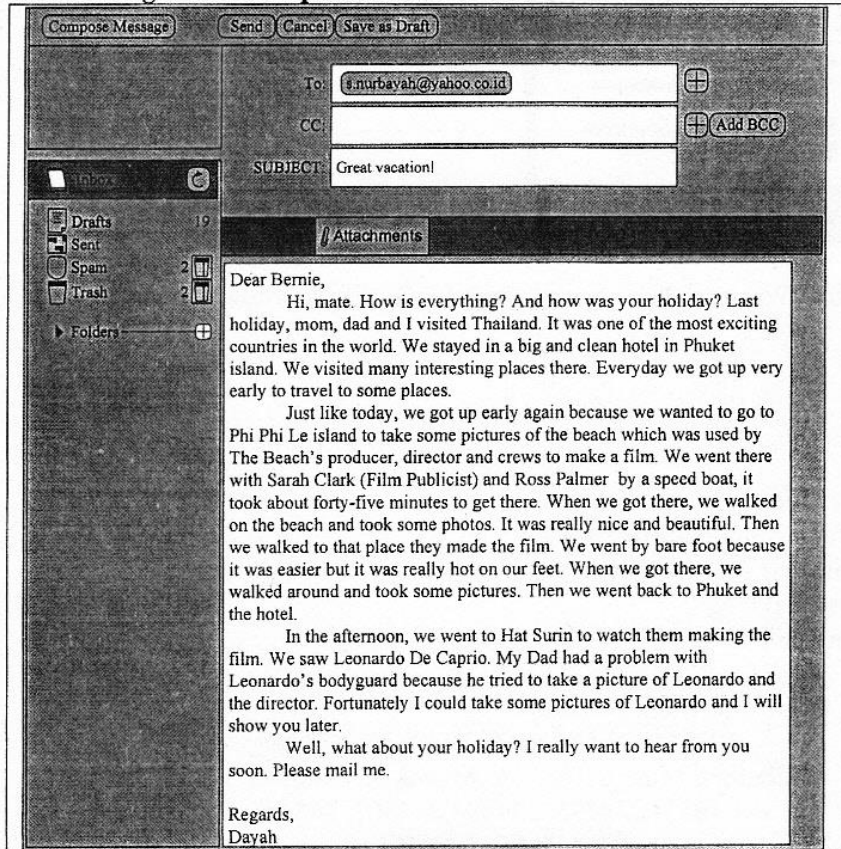 Compose Message Send Cancel Save as Draft
To: s.nurbayah@yahoo.co.id
CC: Add BCC
SUBJECT: Great vacation!
Inbox
Drafts 19
Sent
Spam 2
Trash 2
Folders
Attachments
Dear Bernie,
Hi, mate. How is everything? And how was your holiday? Last
holiday, mom, dad and I visited Thailand. It was one of the most exciting
countries in the world. We stayed in a big and clean hotel in Phuket
island. We visited many interesting places there. Everyday we got up very
early to travel to some places.
Just like today, we got up early again because we wanted to go to
Phi Phi Le island to take some pictures of the beach which was used by
The Beach's producer, director and crews to make a film. We went there
with Sarah Clark (Film Publicist) and Ross Palmer by a speed boat, it
took about forty-five minutes to get there. When we got there, we walked
on the beach and took some photos. It was really nice and beautiful. Then
we walked to that place they made the film. We went by bare foot because
it was easier but it was really hot on our feet. When we got there, we
walked around and took some pictures. Then we went back to Phuket and
the hotel.
In the afternoon, we went to Hat Surin to watch them making the
film. We saw Leonardo De Caprio. My Dad had a problem with
Leonardo's bodyguard because he tried to take a picture of Leonardo and
the director. Fortunately I could take some pictures of Leonardo and I will
show you later.
Well, what about your holiday? I really want to hear from you
soon. Please mail me.
Regards,
Dayah